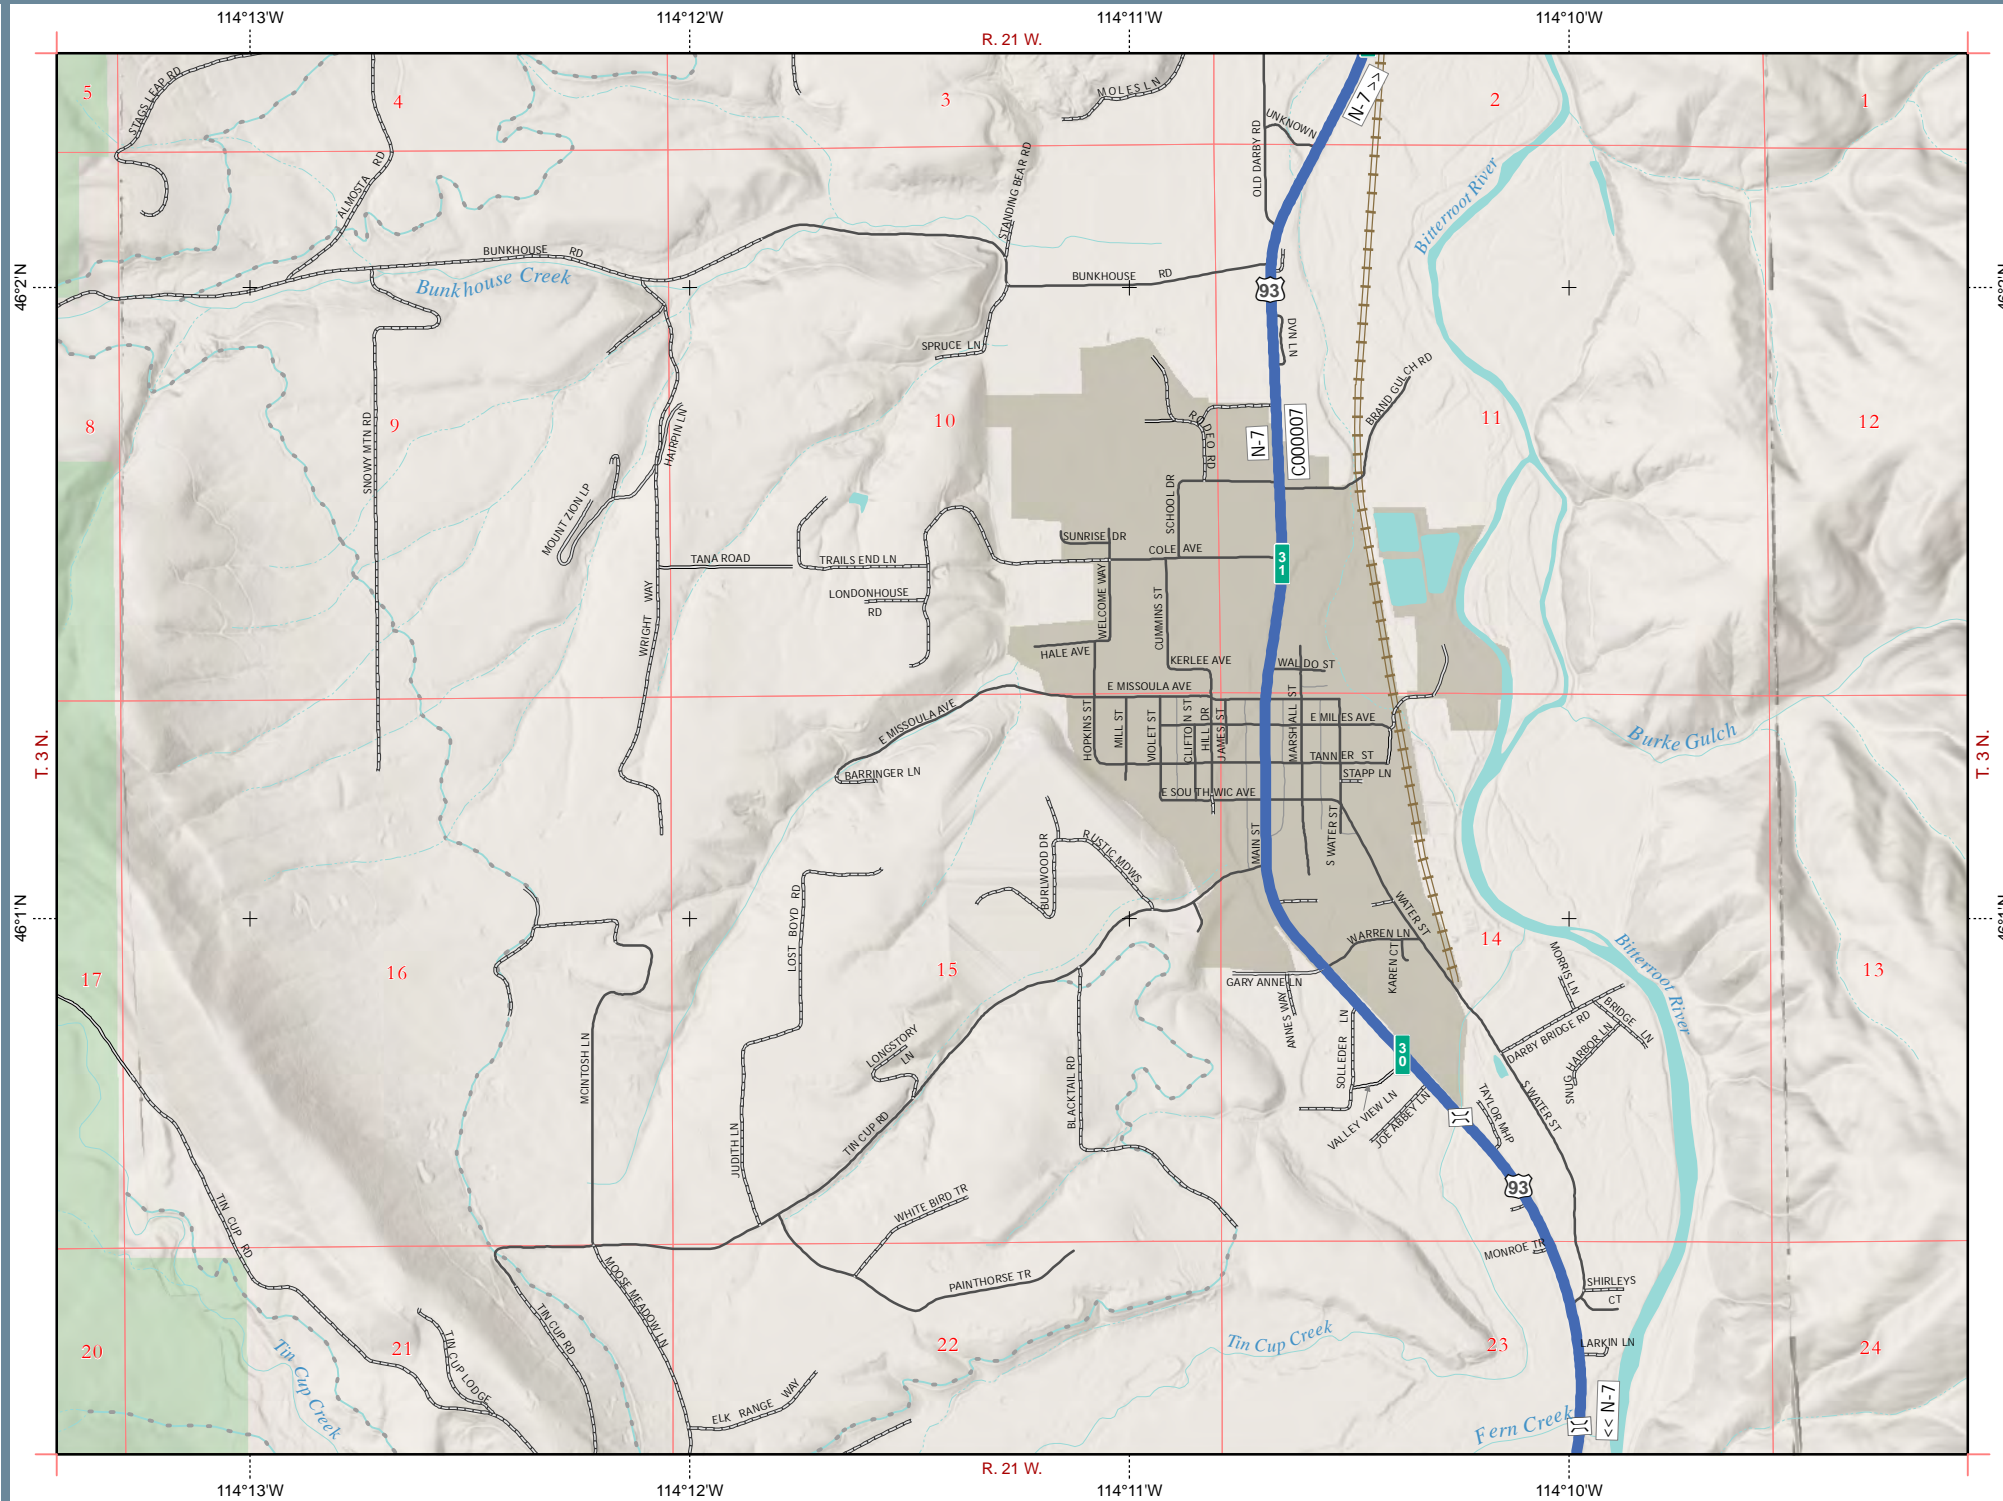 114°13'W
114°12'W
114°11'W
114°10'W
R. 21 W.
5
4
3
2
1
STAGS LEAP RD
MOLES LN
UNKNOWN
N-7 >
OLD DARBY RD
ALMOSTA RD
STANDING BEAR RD
Bitterroot River
BUNKHOUSE RD
Bunkhouse Creek
BUNKHOUSE RD
46°2'N
93
DVN LN
SPRUCE LN
BRAND GULCH RD
8
9
10
11
12
SNOWY MTN RD
HAIRPIN LN
RODEO RD
N-7
C000007
MOUNT ZION LP
SCHOOL DR
SUNRISE DR
COLE AVE
31
TANA ROAD
TRAILS END LN
LONDONHOUSE
RD
WRIGHT WAY
WELCOME WAY
CUMMINS ST
HALE AVE
KERLEE AVE
WALDO ST
E MISSOULA AVE
E MISSOULA AVE
HOPKINS ST
MILL ST
VIOLET ST
CLIFTON ST
HILL DR
JAMES ST
MARSHALL ST
E MILES AVE
TANNER ST
STAPP LN
Burke Gulch
T. 3 N.
T. 3 N.
BARRINGER LN
E SOUTHWIC AVE
MAIN ST
S WATER ST
BURLWOOD DR
RUSTIC MDWS
LOST BOYD RD
46°1'N
WATER ST
WARREN LN
KAREN CT
GARY ANNE LN
ANNES WAY
14
13
15
16
17
MORRIS LN
Bitterroot River
BRIDGE LN
DARBY BRIDGE RD
SNUG HARBOR LN
LONGSTORY
LN
SOLLEDER LN
30
MCINTOSH LN
BLACKTAIL RD
VALLEY VIEW LN
JOE ABBEY LN
TAYLOR MHP
S WATER ST
JUDITH LN
TIN CUP RD
93
WHITE BIRD TR
TIN CUP RD
MONROE TR
PAINTHORSE TR
SHIRLEYS
CT
MOOSE MEADOW LN
TIN CUP RD
Tin Cup Creek
LARKIN LN
20
21
22
23
24
Tin Cup Creek
TIN CUP LODGE
ELK RANGE WAY
Fern Creek
<< N-7
R. 21 W.
114°13'W
114°12'W
114°11'W
114°10'W